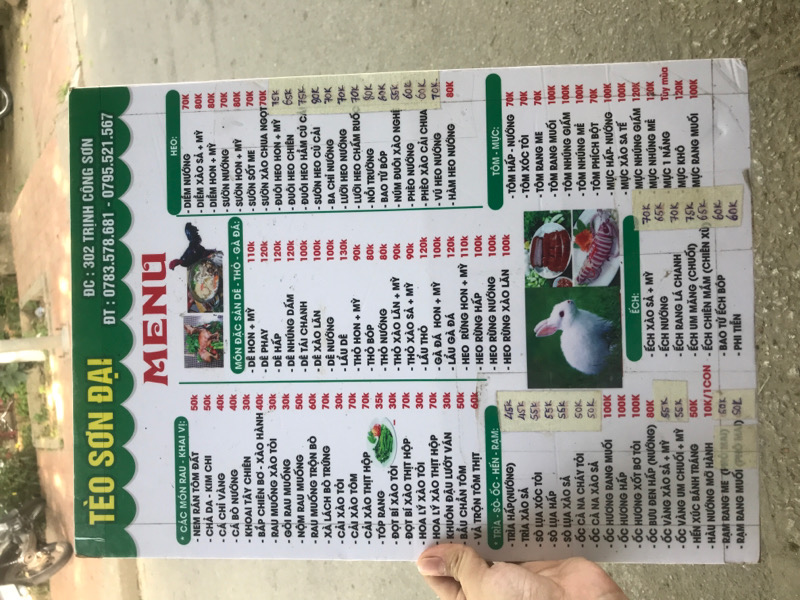 TÈO SƠN ĐẠI
ĐC : 302 TRỊNH CÔNG SƠN
ĐT : 0783.578.681 - 0795.521.567
MENU
* CÁC MÓN RAU - KHAI VỊ:
- NEM RÁN TÔM ĐẤT 50k
- CHẢ DA - KIM CHI 50k
- CÁ CHỈ VÀNG 40k
- CÁ BÒ NƯỚNG 40k
- KHOAI TÂY CHIÊN 30k
- BẮP CHIÊN BƠ - XÀO HÀNH 40k
- RAU MUỐNG XÀO TỎI 30k
- GỎI RAU MUỐNG 30k
- NỘM RAU MUỐNG 50k
- RAU MUỐNG TRỘN BÒ 60k
- XÀ LÁCH BÒ TRỨNG 70k
- CẢI XÀO TỎI 30k
- CẢI XÀO TÔM 70k
- CẢI XÀO THỊT HỘP 70k
- TÓP RANG 35k
- ĐỌT BÍ XÀO TỎI 30k
- ĐỌT BÍ XÀO THỊT HỘP 70k
- HOA LÝ XÀO TỎI 30k
- HOA LÝ XÀO THỊT HỘP 70k
- KHUÔN ĐẬU LƯỚT VÁN 30k
- BẦU CHẦN TÔM 50k
- VẢ TRỘN TÔM THỊT 60k
* TRÌA - SÒ- ỐC - HẾN - RẠM:
- TRÌA HẤP(NƯỚNG) 45K
- TRÌA XÀO SẢ 45K
- SÒ LỤA XÓC TỎI 55K
- SÒ LỤA HẤP 55K
- SÒ LỤA XÀO SẢ 55K
- ỐC CÀ NA CHÁY TỎI 50K
- ỐC CÀ NA XÀO SẢ 50K
- ỐC HƯƠNG RANG MUỐI 100K
- ỐC HƯƠNG HẤP 100K
- ỐC HƯƠNG XỐT BƠ TỎI 100K
- ỐC BƯU ĐEN HẤP (NƯỚNG) 80K
- ỐC VÀNG XÀO SẢ + MỲ 55K
- ỐC VÀNG UM CHUỐI + MỲ 55K
- HẾN XÚC BÁNH TRÁNG 50K
- HÀU NƯỚNG MỠ HÀNH 10K/1CON
- RẠM RANG ME (PHÔ MAI) 50K
- RẠM RANG MUỐI (PHÔ MAI) 50K
MÓN ĐẶC SẢN DÊ - THỎ - GÀ ĐÁ:
- DÊ HON + MỲ 110k
- DÊ PHAY 120k
- DÊ HẤP 120k
- DÊ NHÚNG DẤM 120k
- DÊ TÁI CHANH 100k
- DÊ XÀO LĂN 100k
- DÊ NƯỚNG 100k
- LẨU DÊ 130k
- THỎ HON + MỲ 90k
- THỎ BÓP 80k
- THỎ NƯỚNG 80k
- THỎ XÀO LĂN + MỲ 90k
- THỎ XÀO SẢ + MỲ 90k
- LẨU THỎ 120k
- GÀ ĐÁ HON + MỲ 100k
- LẨU GÀ ĐÁ 120k
- HEO RỪNG HON + MỲ 110k
- HEO RỪNG HẤP 100k
- HEO RỪNG NƯỚNG 100k
- HEO RỪNG XÀO LĂN 100k
ẾCH:
- ẾCH XÀO SẢ + MỲ 70K
- ẾCH NƯỚNG 65K
- ẾCH RANG LÁ CHANH 70K
- ẾCH UM MĂNG (CHUỐI) 75K
- ẾCH CHIÊN MẮM (CHIÊN XÙ) 65K
- BAO TỬ ẾCH BÓP 60K
- PHI TIỀN 60K
HEO:
- DIỀM NƯỚNG 70K
- DIỀM XÀO SẢ + MỲ 80K
- DIỀM HON + MỲ 80K
- SƯỜN NƯỚNG 70K
- SƯỜN HON + MỲ 80K
- SƯỜN SỐT ME 70K
- SƯỜN XÀO CHUA NGỌT 70K
- ĐUÔI HEO HON + MỲ 75K
- ĐUÔI HEO CHIÊN 65K
- ĐUÔI HEO HẦM CỦ CẢI 75K
- SƯỜN HEO CỦ CẢI 80K
- BA CHỈ NƯỚNG 70K
- LƯỠI HEO NƯỚNG 70K
- LƯỠI HEO CHẤM RUỐC 70K
- NỒI TRƯỜNG 80K
- BAO TỬ BÓP 60K
- NÚM ĐUÔI XÀO NGHỆ 55K
- PHÈO NƯỚNG 60K
- PHÈO XÀO CẢI CHUA 60K
- VÚ HEO NƯỚNG 70K
- HÀM HEO NƯỚNG 80K
TÔM - MỰC:
- TÔM HẤP - NƯỚNG 70K
- TÔM XÓC TỎI 70K
- TÔM RANG ME 70K
- TÔM RANG MUỐI 100K
- TÔM NHÚNG GIẤM 100K
- TÔM NHÚNG MẺ 100K
- TÔM PHÍCH BỘT 70K
- MỰC HẤP- NƯỚNG 100K
- MỰC XÀO SA TẾ 100K
- MỰC NHÚNG GIẤM 120K
- MỰC NHÚNG MẺ 120K
- MỰC 1 NẮNG Tùy mùa
- MỰC KHÔ 120K
- MỰC RANG MUỐI 100K